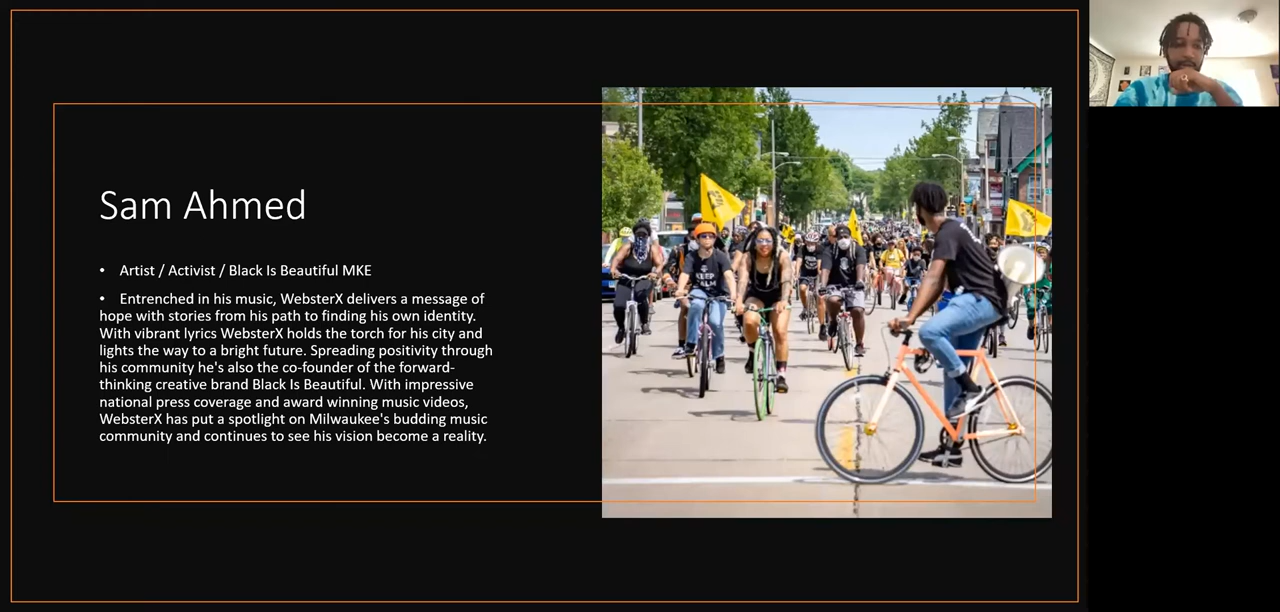 Sam Ahmed
• Artist / Activist / Black Is Beautiful MKE
• Entrenched in his music, WebsterX delivers a message of
hope with stories from his path to finding his own identity.
With vibrant lyrics WebsterX holds the torch for his city and
lights the way to a bright future. Spreading positivity through
his community he's also the co-founder of the forward-
thinking creative brand Black Is Beautiful. With impressive
national press coverage and award winning music videos,
WebsterX has put a spotlight on Milwaukee's budding music
community and continues to see his vision become a reality.
KEEP
CALM